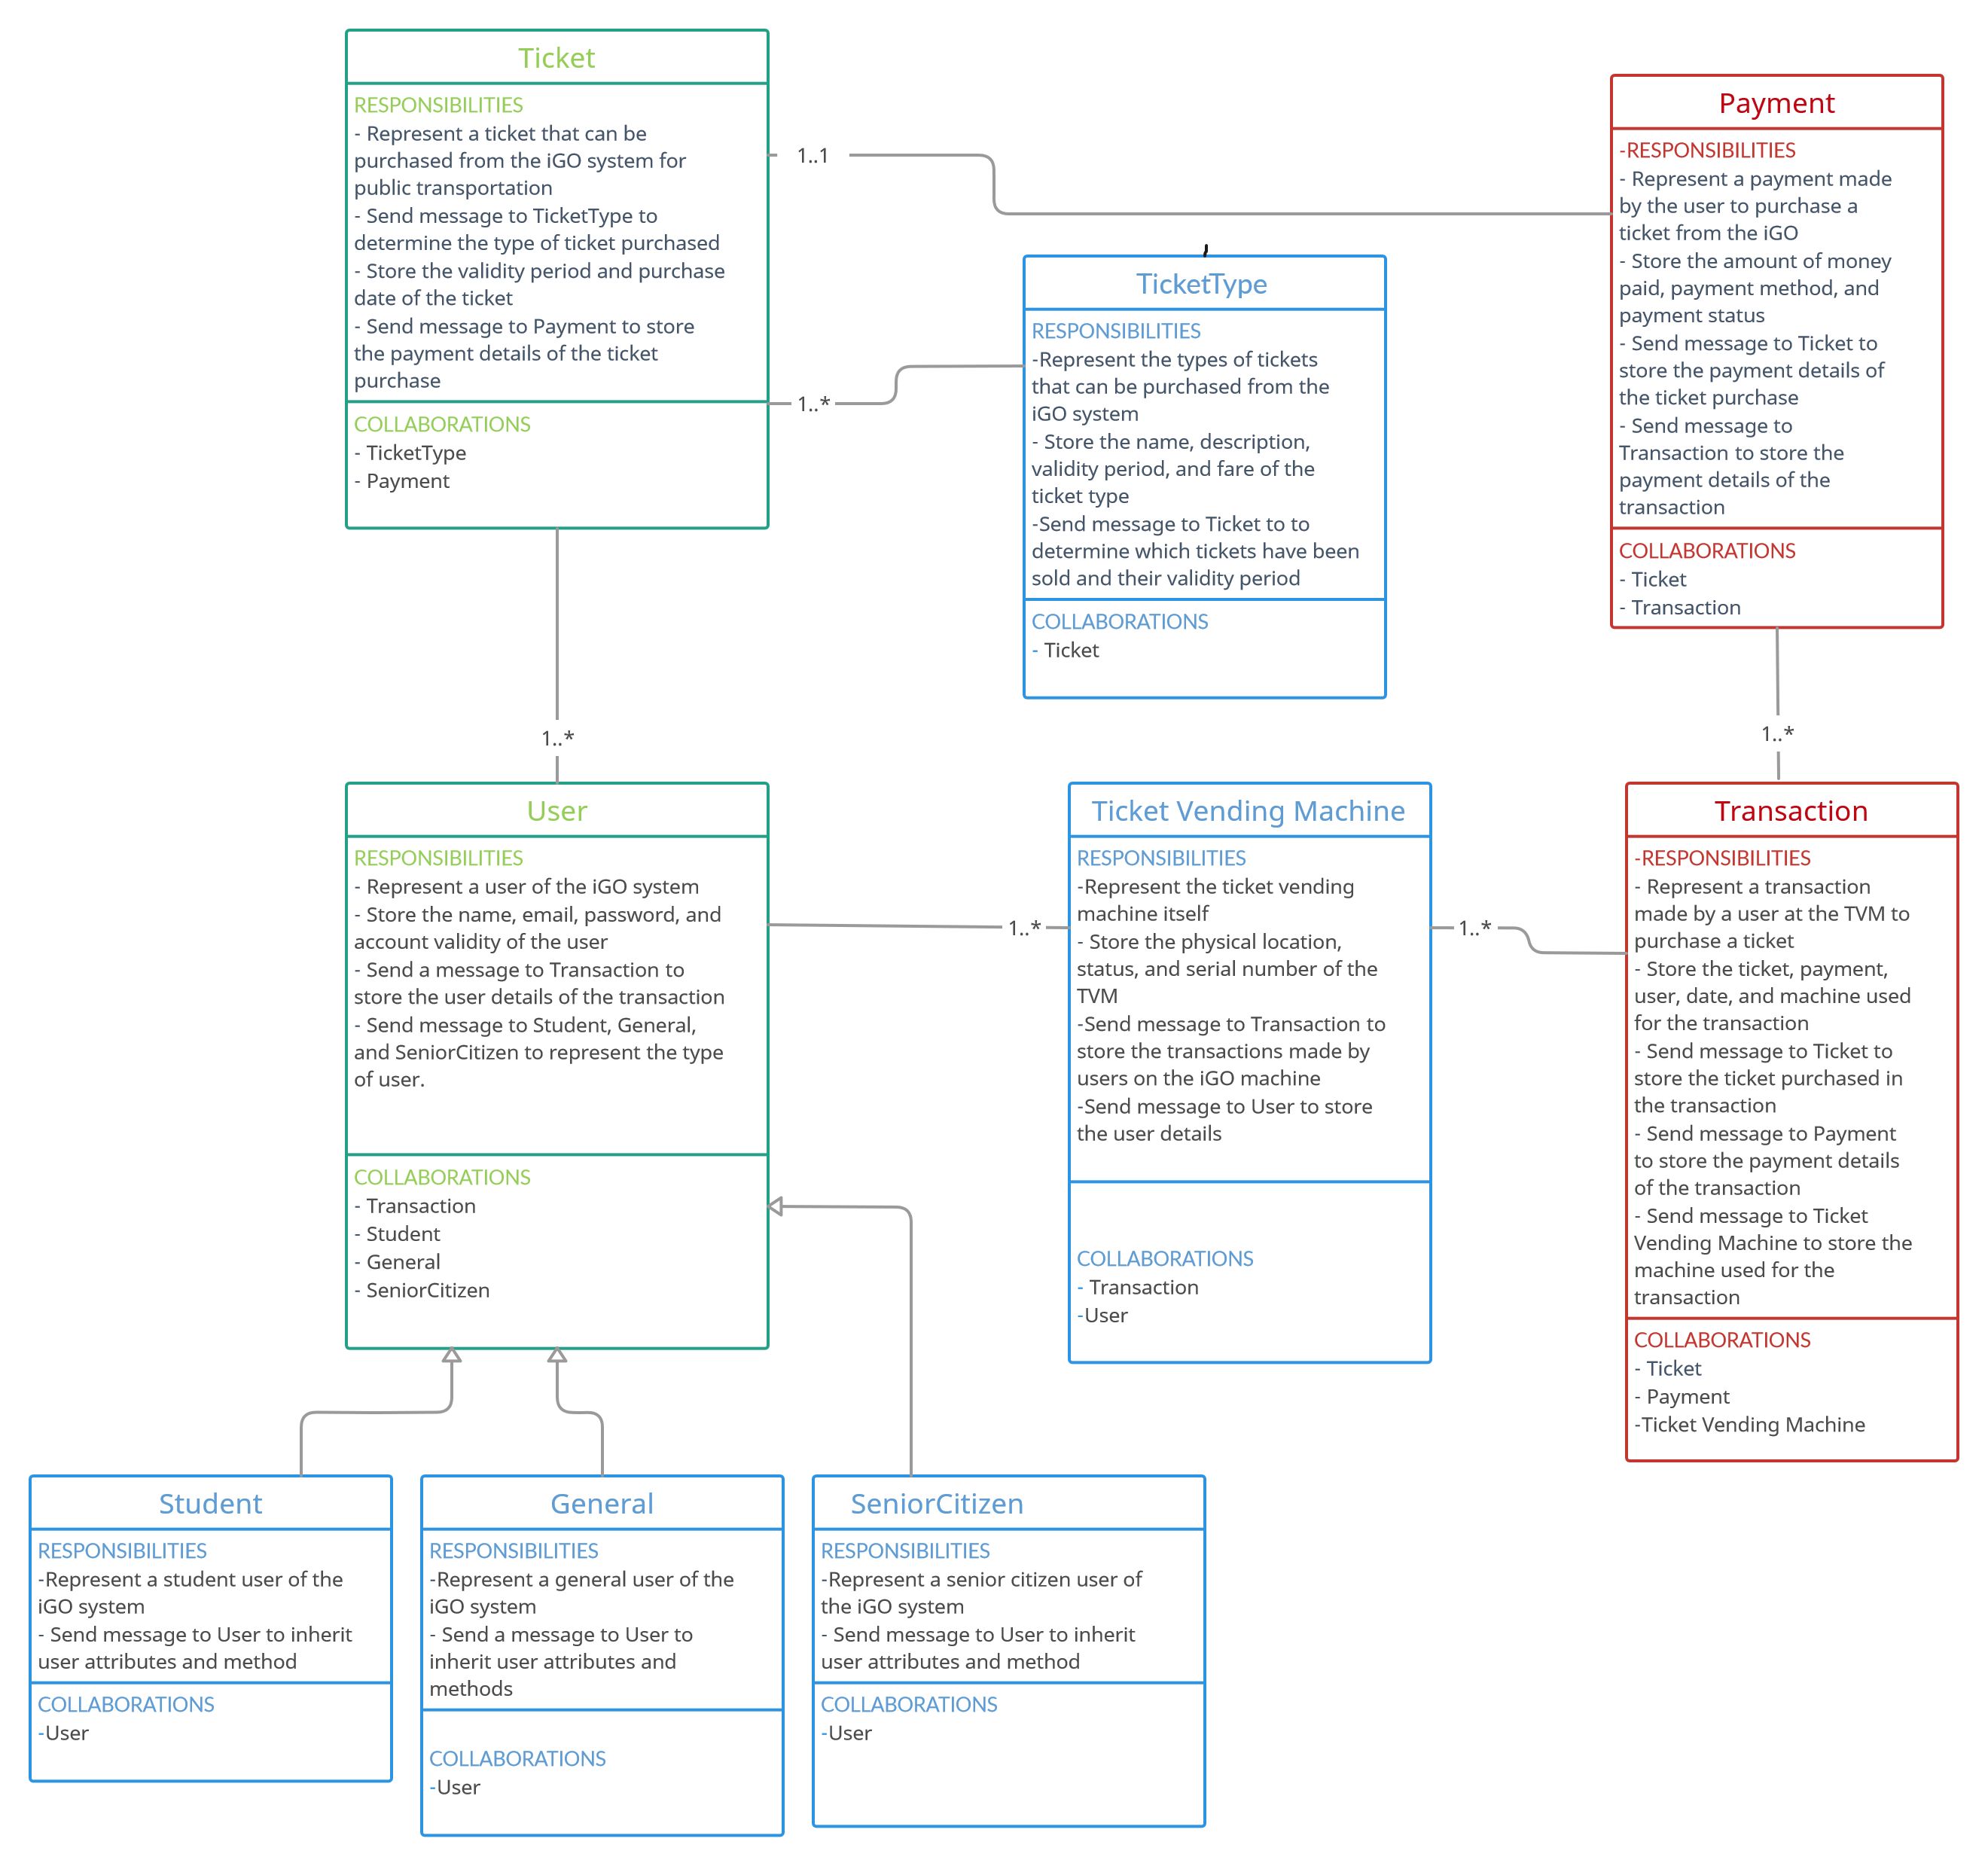 Ticket
RESPONSIBILITIES
- Represent a ticket that can be
purchased from the iGO system for
public transportation
- Send message to TicketType to
determine the type of ticket purchased
- Store the validity period and purchase
date of the ticket
- Send message to Payment to store
the payment details of the ticket
purchase
COLLABORATIONS
- TicketType
- Payment
1..1
1..*
Payment
-RESPONSIBILITIES
- Represent a payment made
by the user to purchase a
ticket from the iGO
- Store the amount of money
paid, payment method, and
payment status
- Send message to Ticket to
store the payment details of
the ticket purchase
- Send message to
Transaction to store the
payment details of the
transaction
COLLABORATIONS
- Ticket
- Transaction
TicketType
RESPONSIBILITIES
-Represent the types of tickets
that can be purchased from the
iGO system
- Store the name, description,
validity period, and fare of the
ticket type
-Send message to Ticket to to
determine which tickets have been
sold and their validity period
COLLABORATIONS
- Ticket
1..*
1..*
User
RESPONSIBILITIES
- Represent a user of the iGO system
- Store the name, email, password, and
account validity of the user
- Send a message to Transaction to
store the user details of the transaction
- Send message to Student, General,
and SeniorCitizen to represent the type
of user.
COLLABORATIONS
- Transaction
- Student
- General
- SeniorCitizen
1..*
Ticket Vending Machine
RESPONSIBILITIES
-Represent the ticket vending
machine itself
- Store the physical location,
status, and serial number of the
TVM
-Send message to Transaction to
store the transactions made by
users on the iGO machine
-Send message to User to store
the user details
COLLABORATIONS
- Transaction
-User
1..*
Transaction
-RESPONSIBILITIES
- Represent a transaction
made by a user at the TVM to
purchase a ticket
- Store the ticket, payment,
user, date, and machine used
for the transaction
- Send message to Ticket to
store the ticket purchased in
the transaction
- Send message to Payment
to store the payment details
of the transaction
- Send message to Ticket
Vending Machine to store the
machine used for the
transaction
COLLABORATIONS
- Ticket
- Payment
-Ticket Vending Machine
Student
RESPONSIBILITIES
-Represent a student user of the
iGO system
- Send message to User to inherit
user attributes and method
COLLABORATIONS
-User
General
RESPONSIBILITIES
-Represent a general user of the
iGO system
- Send a message to User to
inherit user attributes and
methods
COLLABORATIONS
-User
SeniorCitizen
RESPONSIBILITIES
-Represent a senior citizen user of
the iGO system
- Send message to User to inherit
user attributes and method
COLLABORATIONS
-User